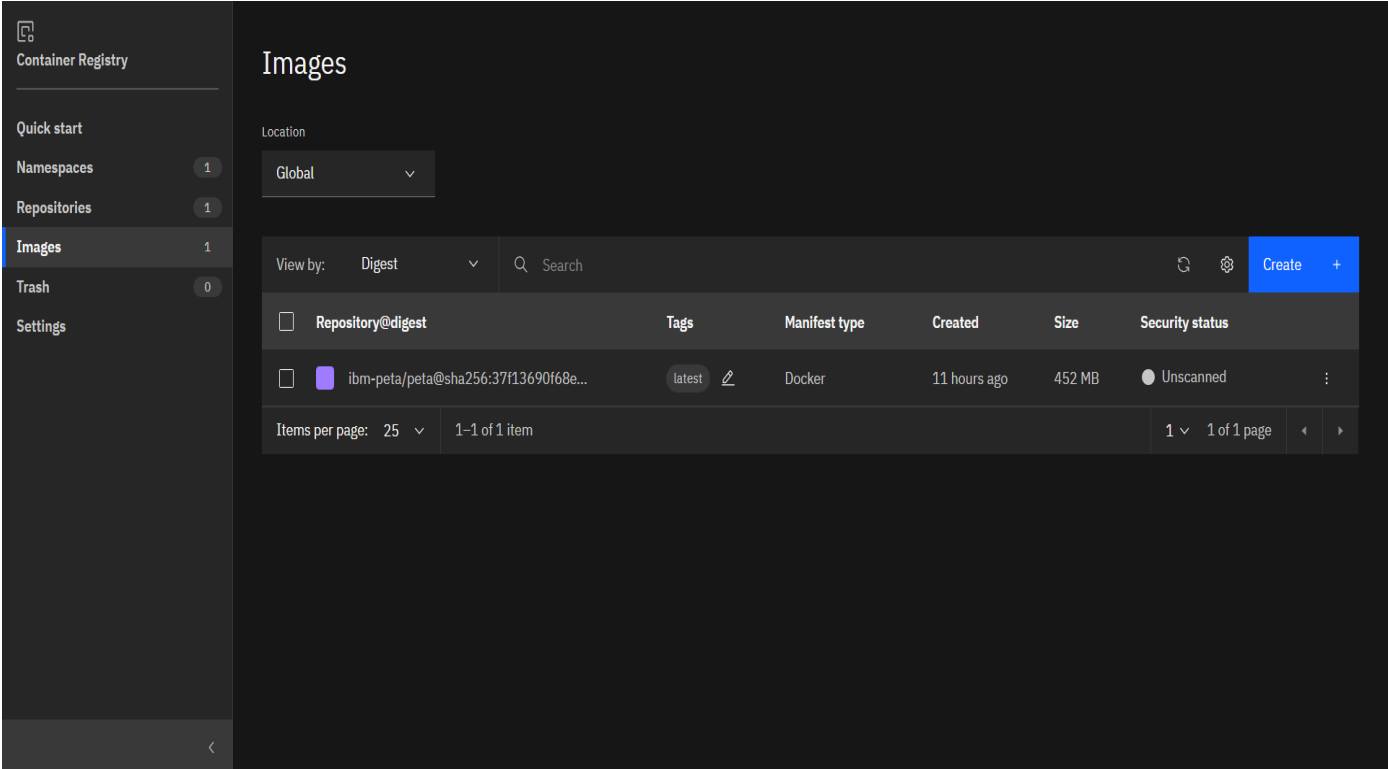 Container Registry
Quick start
Namespaces 1
Repositories 1
Images 1
Trash 0
Settings
Images
Location
Global
View by: Digest Search Create +
Repository@digest Tags Manifest type Created Size Security status
ibm-peta/peta@sha256:37f13690f68e... latest Docker 11 hours ago 452 MB Unscanned
Items per page: 25 1–1 of 1 item 1 1 of 1 page